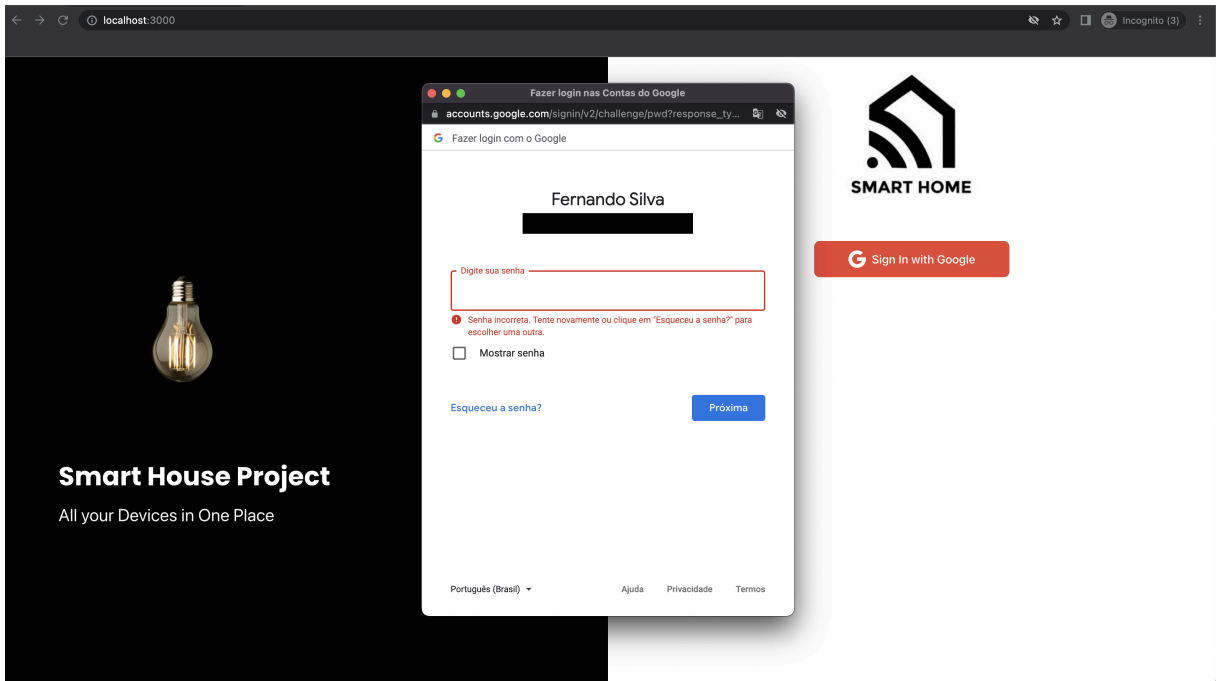 localhost:3000
Incognito (3)
Fazer login nas Contas do Google
accounts.google.com/signin/v2/challenge/pwd?response_ty...
Fazer login com o Google
Fernando Silva
Digite sua senha
Senha incorreta. Tente novamente ou clique em "Esqueceu a senha?" para
escolher uma outra.
Mostrar senha
Esqueceu a senha?
Próxima
Português (Brasil)
Ajuda
Privacidade
Termos
SMART HOME
Sign In with Google
Smart House Project
All your Devices in One Place